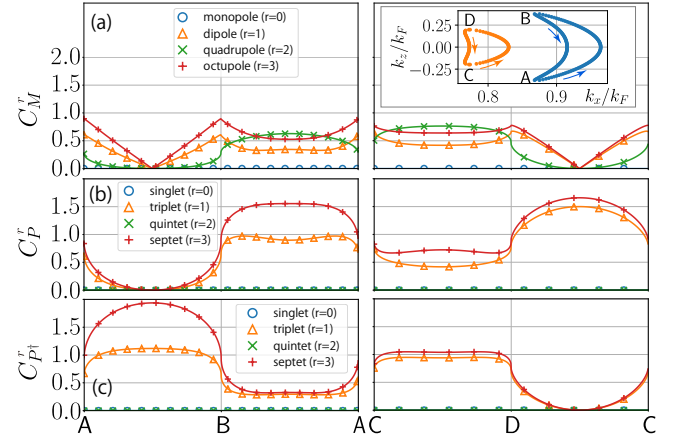 (a)
monopole (r=0)
dipole (r=1)
quadrupole (r=2)
octupole (r=3)
2.0
1.5
1.0
0.5
0.0
C_M^r
D
B
C
A
0.25
0.00
−0.25
k_z/k_F
0.8
0.9
k_x/k_F
(b)
singlet (r=0)
triplet (r=1)
quintet (r=2)
septet (r=3)
1.5
1.0
0.5
0.0
C_P^r
(c)
singlet (r=0)
triplet (r=1)
quintet (r=2)
septet (r=3)
1.5
1.0
0.5
0.0
C_{P†}^r
A
B
A
C
D
C